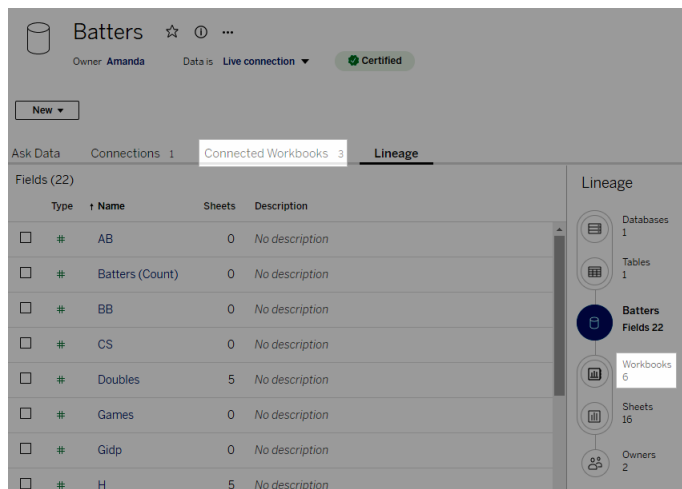 Batters
Owner Amanda Data is Live connection Certified
New
Ask Data Connections 1 Connected Workbooks 3 Lineage
Fields (22)
Type ↑ Name Sheets Description
# AB 0 No description
# Batters (Count) 0 No description
# BB 0 No description
# CS 0 No description
# Doubles 5 No description
# Games 0 No description
# Gidp 0 No description
# H 5 No description
Lineage
Databases
1
Tables
1
Batters
Fields 22
Workbooks
6
Sheets
16
Owners
2